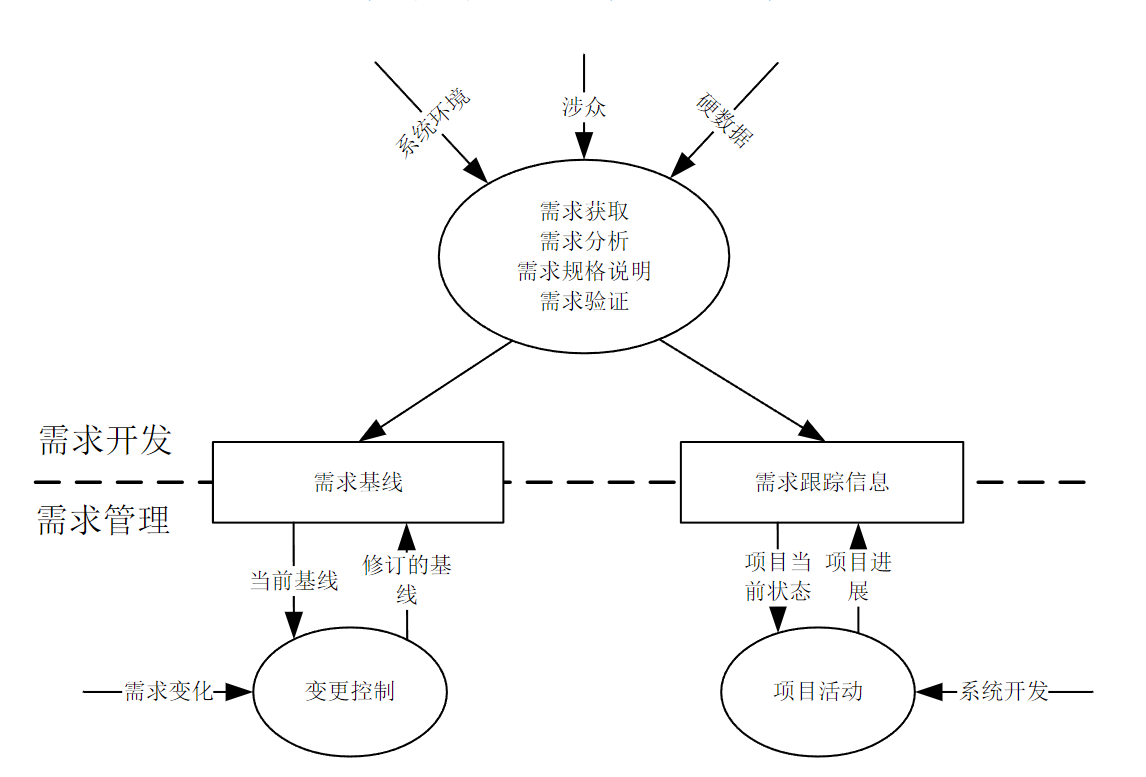 系统环境
涉众
硬数据
需求获取
需求分析
需求规格说明
需求验证
需求开发
需求基线
需求跟踪信息
需求管理
当前基线
修订的基
线
项目当
前状态
项目进
展
需求变化
变更控制
项目活动
系统开发